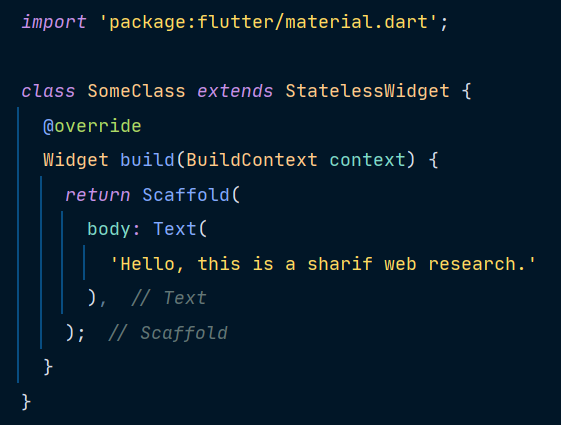 import 'package:flutter/material.dart';
class SomeClass extends StatelessWidget {
@override
Widget build(BuildContext context) {
return Scaffold(
body: Text(
'Hello, this is a sharif web research.'
), // Text
); // Scaffold
}
}